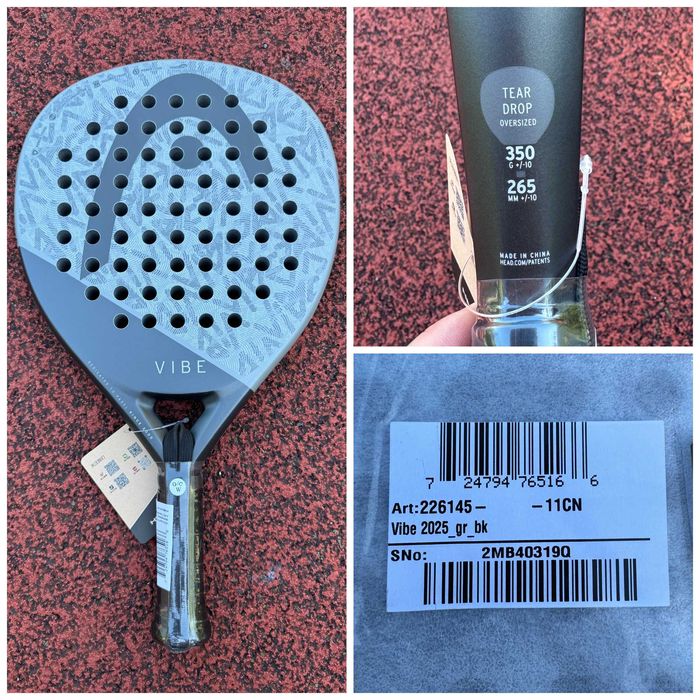 VIBE
TEAR
DROP
OVERSIZED
350
G +/-10
265
MM +/-10
MADE IN CHINA
HEAD.COM/PATENTS
7 24794 76516 6
Art:226145- -11CN
Vibe 2025_gr_bk
SNo: 2MB40319Q